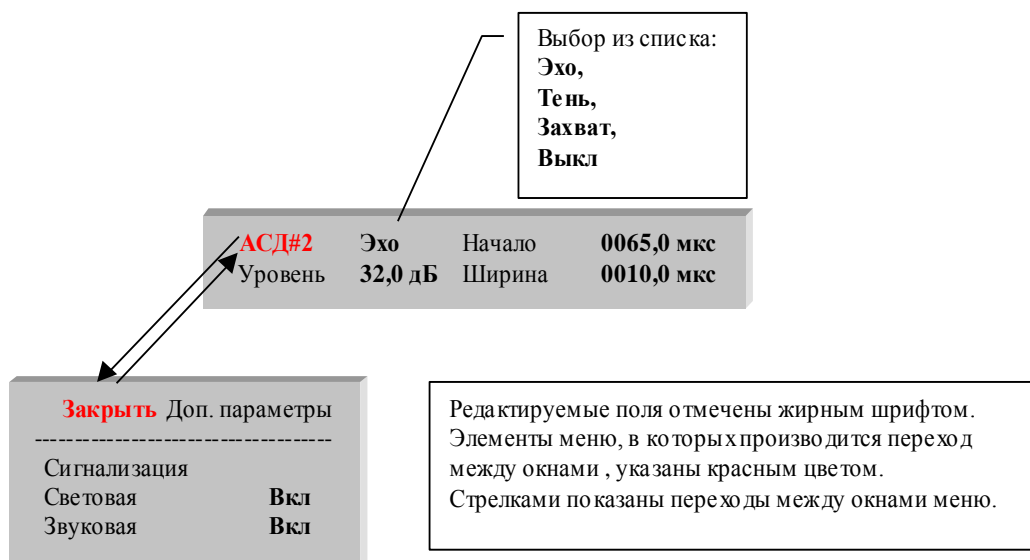 Выбор из списка:
Эхо,
Тень,
Захват,
Выкл
АСД#2 Эхо Начало 0065,0 мкс
Уровень 32,0 дБ Ширина 0010,0 мкс
Закрыть Доп. параметры
------------------------------------
Сигнализация
Световая Вкл
Звуковая Вкл
Редактируемые поля отмечены жирным шрифтом.
Элементы меню, в которых производится переход
между окнами , указаны красным цветом.
Стрелками показаны переходы между окнами меню.